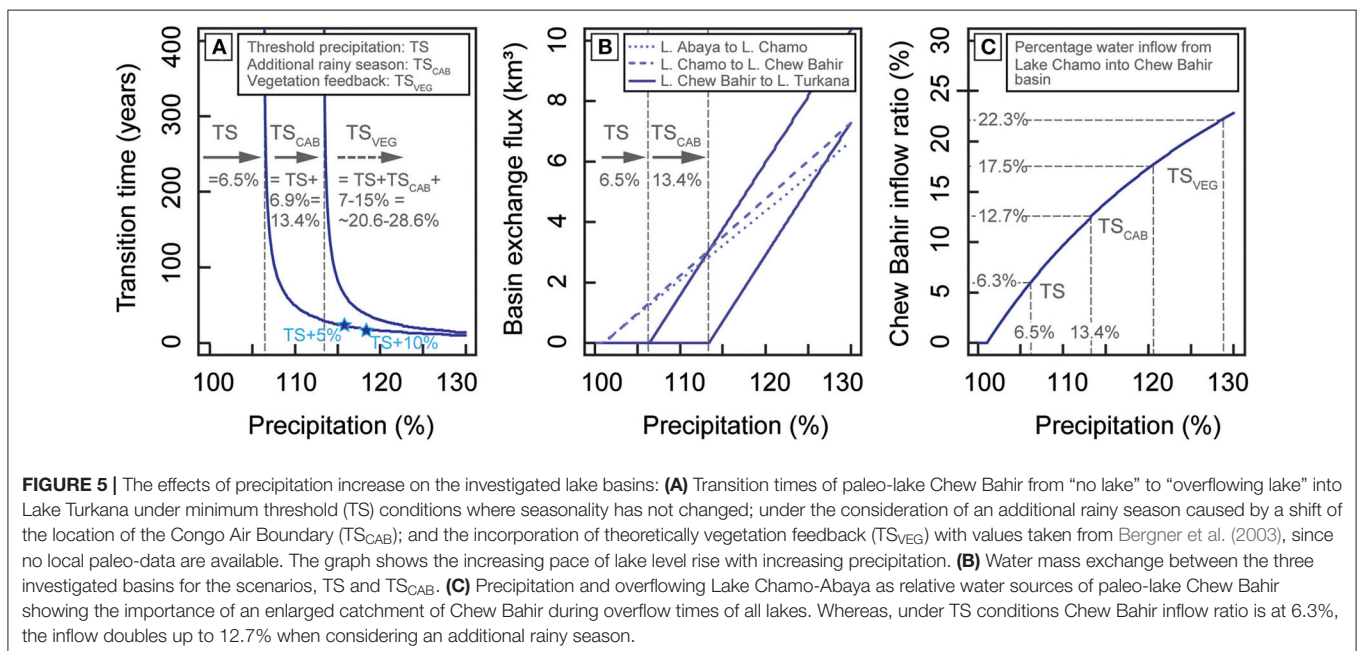 A
Threshold precipitation: TS
Additional rainy season: TS_CAB
Vegetation feedback: TS_VEG
Transition time (years)
400
300
200
100
0
TS
=6.5%
TS_CAB
= TS+
6.9%=
13.4%
TS_VEG
= TS+TS_CAB+
7-15% =
~20.6-28.6%
TS+5%
TS+10%
100 110 120 130
Precipitation (%)
B
L. Abaya to L. Chamo
L. Chamo to L. Chew Bahir
L. Chew Bahir to L. Turkana
Basin exchange flux (km³)
10
8
6
4
2
0
TS
6.5%
TS_CAB
13.4%
100 110 120 130
Precipitation (%)
C
Percentage water inflow from
Lake Chamo into Chew Bahir
basin
Chew Bahir inflow ratio (%)
30
25
20
15
10
5
0
22.3%
17.5%
12.7%
6.3%
TS_VEG
TS_CAB
TS
6.5% 13.4%
100 110 120 130
Precipitation (%)
FIGURE 5 | The effects of precipitation increase on the investigated lake basins: (A) Transition times of paleo-lake Chew Bahir from “no lake” to “overflowing lake” into
Lake Turkana under minimum threshold (TS) conditions where seasonality has not changed; under the consideration of an additional rainy season caused by a shift of
the location of the Congo Air Boundary (TS_CAB); and the incorporation of theoretically vegetation feedback (TS_VEG) with values taken from Bergner et al. (2003), since
no local paleo-data are available. The graph shows the increasing pace of lake level rise with increasing precipitation. (B) Water mass exchange between the three
investigated basins for the scenarios, TS and TS_CAB. (C) Precipitation and overflowing Lake Chamo-Abaya as relative water sources of paleo-lake Chew Bahir
showing the importance of an enlarged catchment of Chew Bahir during overflow times of all lakes. Whereas, under TS conditions Chew Bahir inflow ratio is at 6.3%,
the inflow doubles up to 12.7% when considering an additional rainy season.